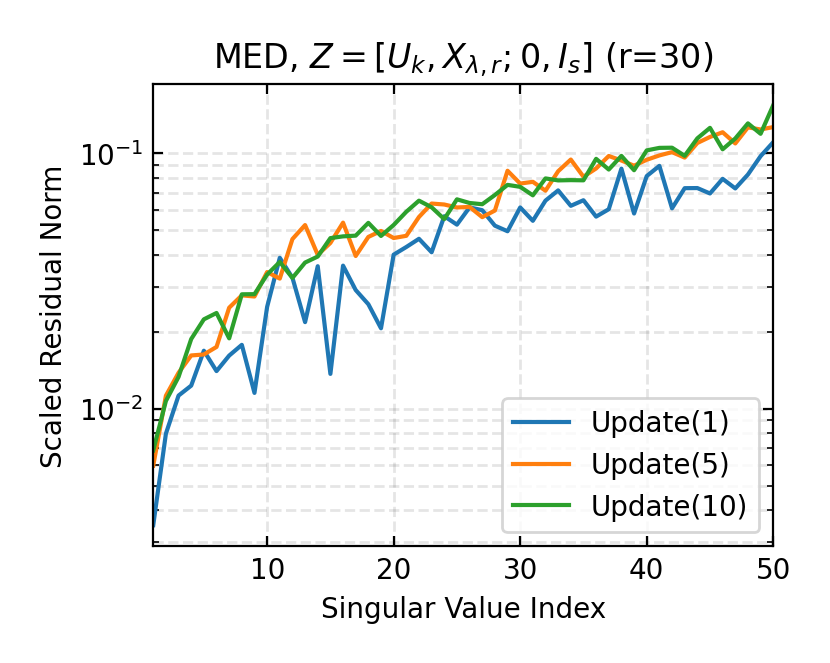 MED, $Z = [U_k, X_{\lambda,r}; 0, I_s]$ (r=30)
Scaled Residual Norm
$10^{-1}$
$10^{-2}$
Update(1)
Update(5)
Update(10)
10 20 30 40 50
Singular Value Index